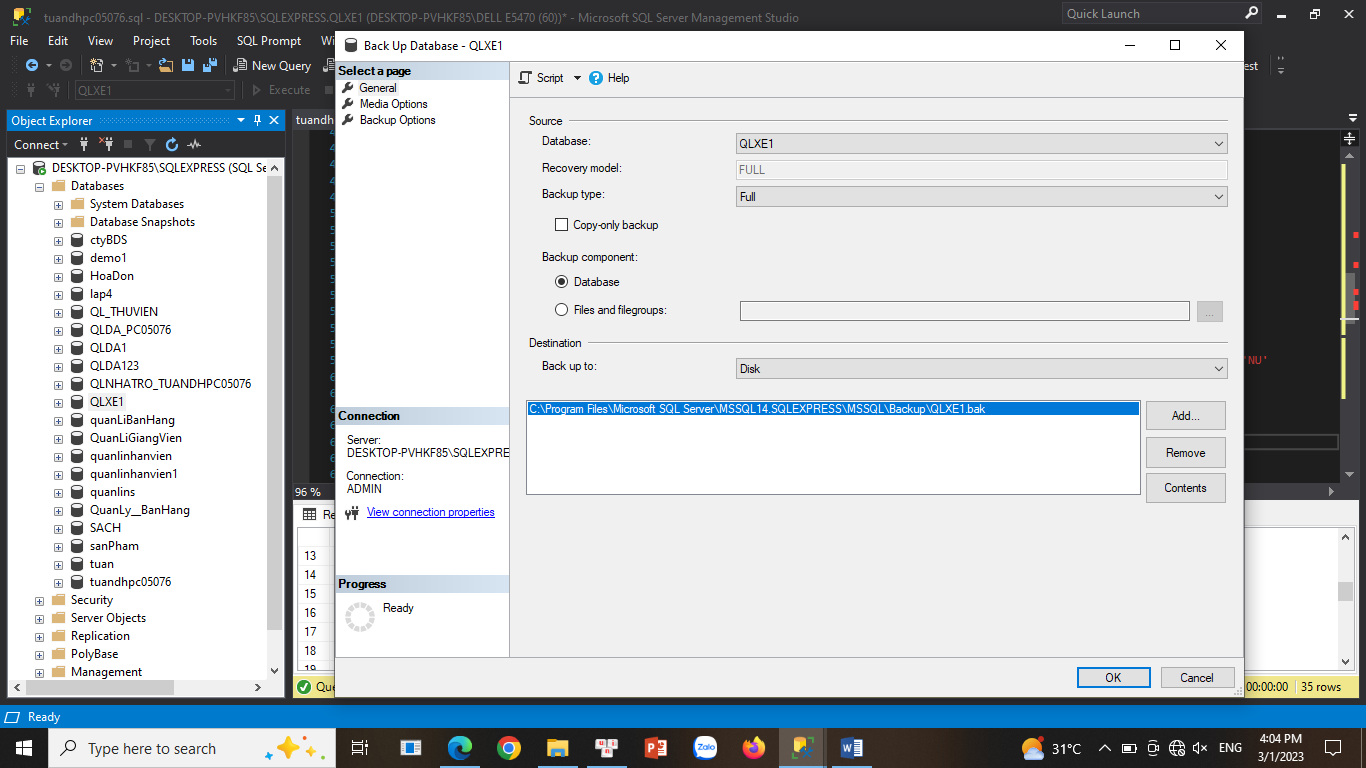 tuandhpc05076.sql - DESKTOP-PVHKF85\SQLEXPRESS.QLXE1 (DESKTOP-PVHKF85\DELL E5470 (60))* - Microsoft SQL Server Management Studio
Quick Launch
File Edit View Project Tools SQL Prompt Wi
New Query
est
QLXE1
Execute
Object Explorer
Connect
DESKTOP-PVHKF85\SQLEXPRESS (SQL Se
Databases
System Databases
Database Snapshots
ctyBDS
demo1
HoaDon
lap4
QL_THUVIEN
QLDA_PC05076
QLDA1
QLDA123
QLNHATRO_TUANDHPC05076
QLXE1
quanLiBanHang
QuanLiGiangVien
quanlinhanvien
quanlinhanvien1
quanlins
QuanLy__BanHang
SACH
sanPham
tuan
tuandhpc05076
Security
Server Objects
Replication
PolyBase
Management
tuandh
96 %
Re
13
14
15
16
17
18
19
Que
'NU'
00:00:00
35 rows
Back Up Database - QLXE1
Select a page
General
Media Options
Backup Options
Connection
Server:
DESKTOP-PVHKF85\SQLEXPRE
Connection:
ADMIN
View connection properties
Progress
Ready
Script
Help
Source
Database:
QLXE1
Recovery model:
FULL
Backup type:
Full
Copy-only backup
Backup component:
Database
Files and filegroups:
...
Destination
Back up to:
Disk
C:\Program Files\Microsoft SQL Server\MSSQL14.SQLEXPRESS\MSSQL\Backup\QLXE1.bak
Add...
Remove
Contents
OK
Cancel
Ready
Type here to search
Zalo
31°C
ENG
4:04 PM
3/1/2023